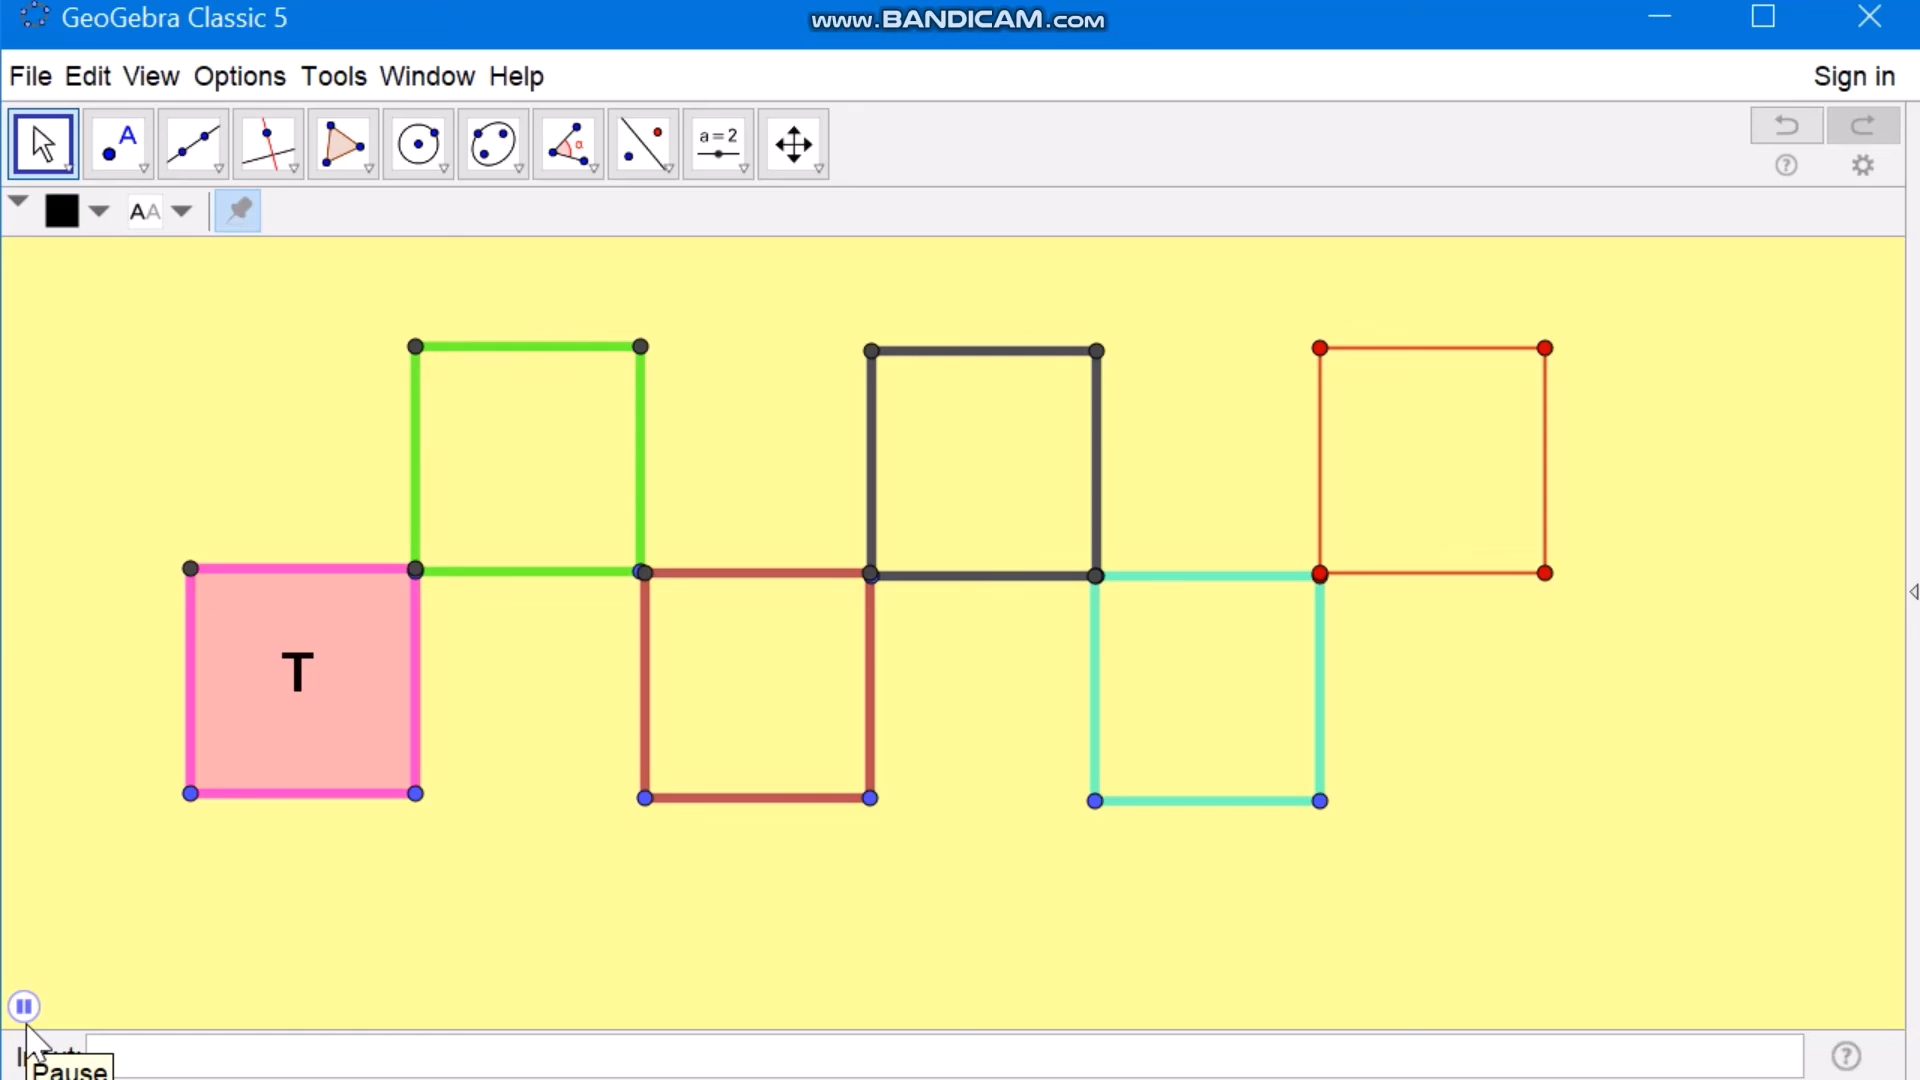 GeoGebra Classic 5
www.BANDICAM.com
File Edit View Options Tools Window Help
Sign in
A
α
a=2
AA
T
Pause